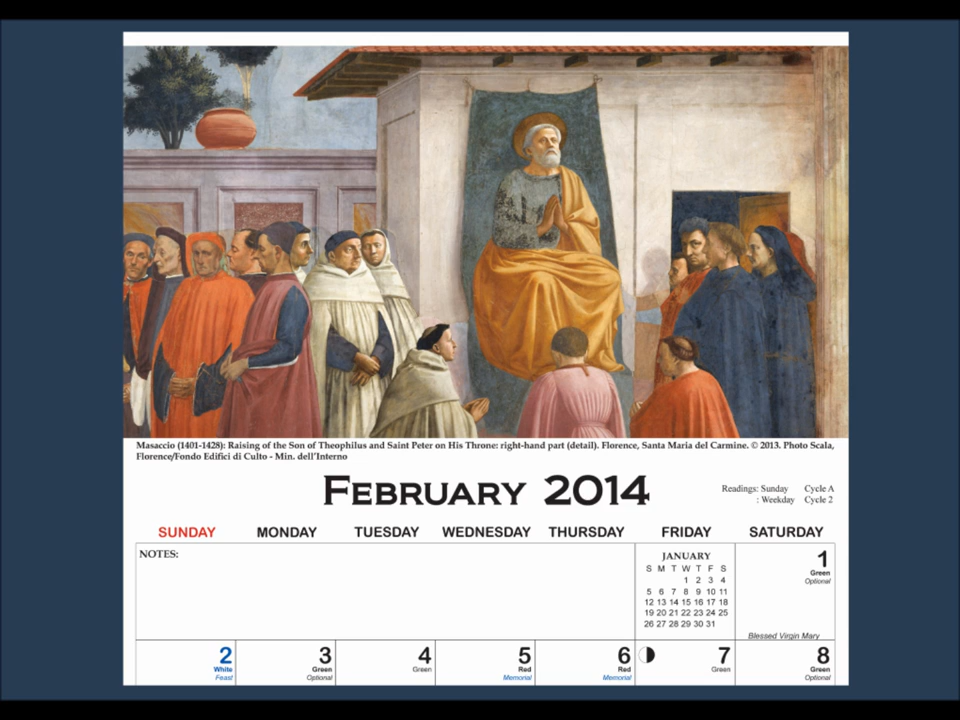 Masaccio (1401-1428): Raising of the Son of Theophilus and Saint Peter on His Throne: right-hand part (detail). Florence, Santa Maria del Carmine. © 2013. Photo Scala,
Florence/Fondo Edifici di Culto - Min. dell'Interno
FEBRUARY 2014
Readings: Sunday Cycle A
: Weekday Cycle 2
SUNDAY MONDAY TUESDAY WEDNESDAY THURSDAY FRIDAY SATURDAY
NOTES:
JANUARY
S M T W T F S
1 2 3 4
5 6 7 8 9 10 11
12 13 14 15 16 17 18
19 20 21 22 23 24 25
26 27 28 29 30 31
1
Green
Optional
Blessed Virgin Mary
2 3 4 5 6 7 8
White Green Green Red Red Green Green
Feast Optional Memorial Memorial Optional